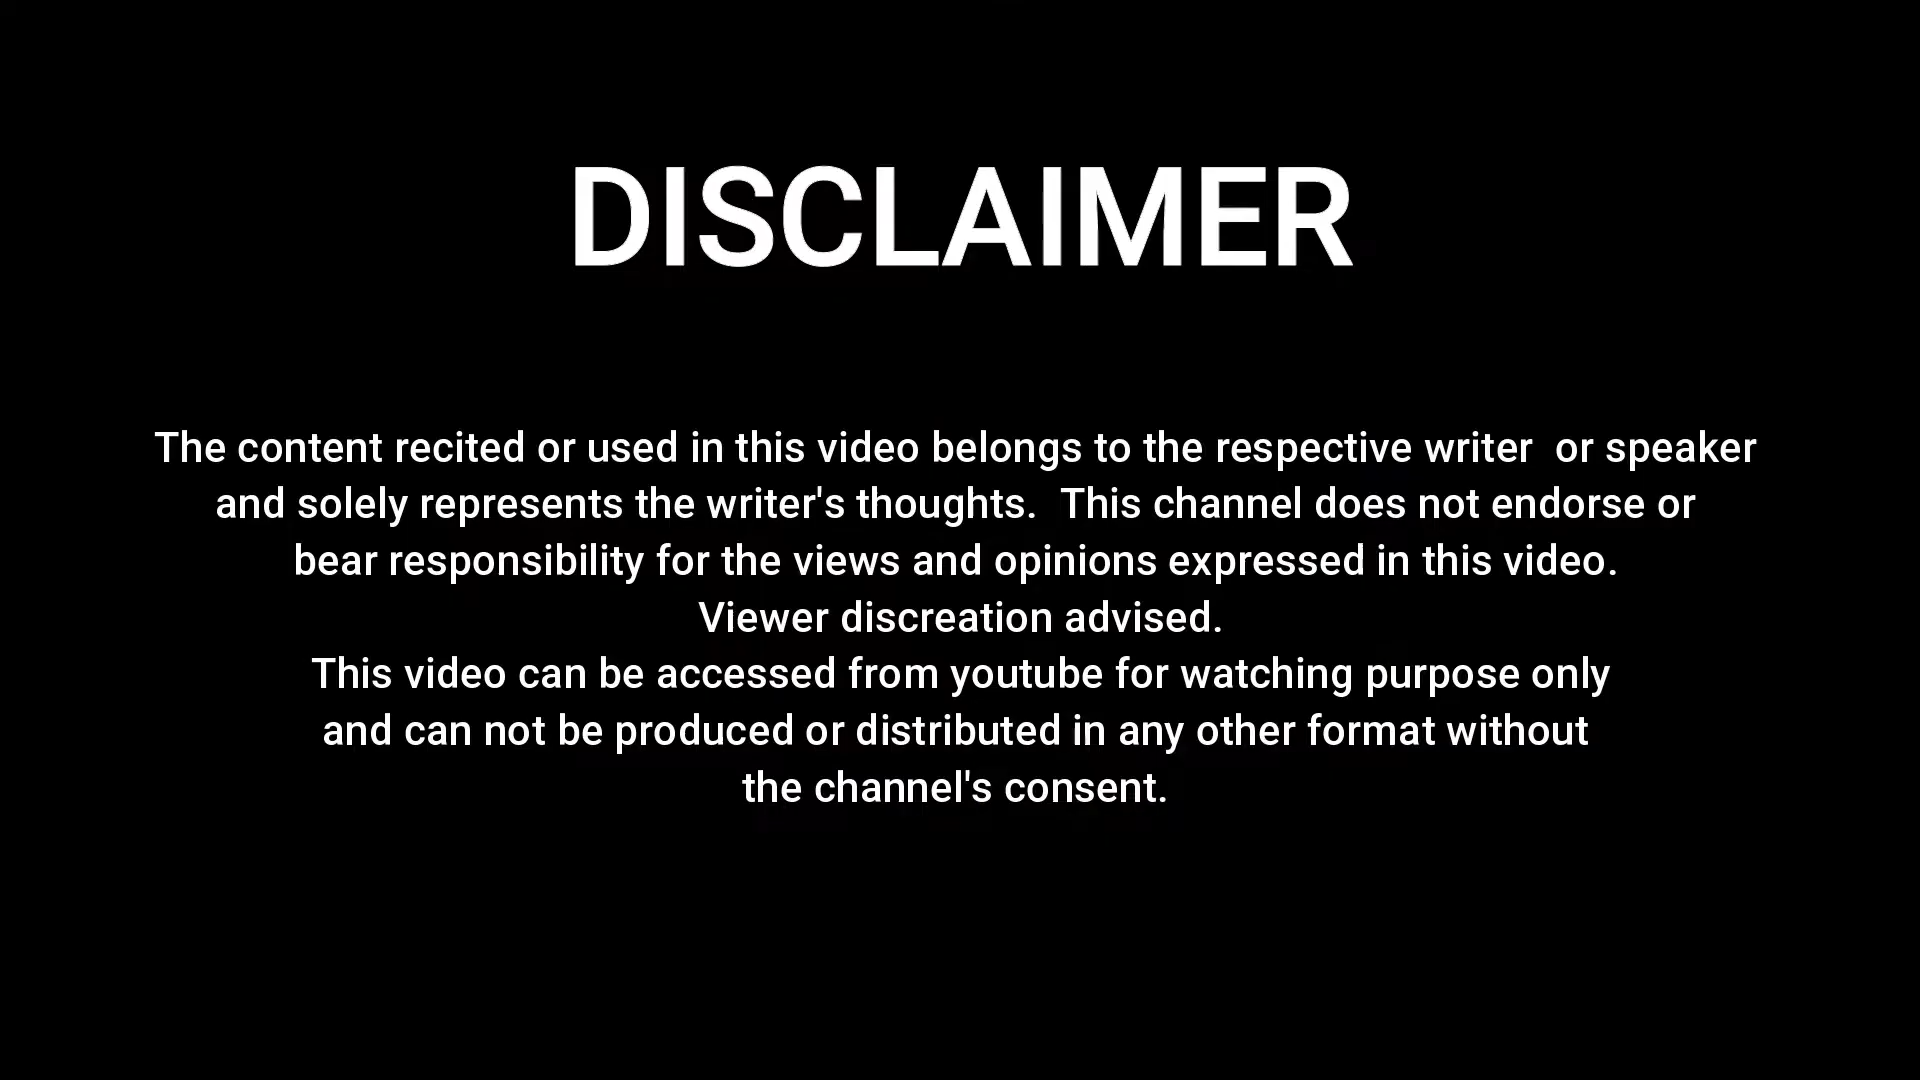 DISCLAIMER
The content recited or used in this video belongs to the respective writer  or speaker
and solely represents the writer's thoughts.  This channel does not endorse or
bear responsibility for the views and opinions expressed in this video.
Viewer discreation advised.
This video can be accessed from youtube for watching purpose only
and can not be produced or distributed in any other format without
the channel's consent.